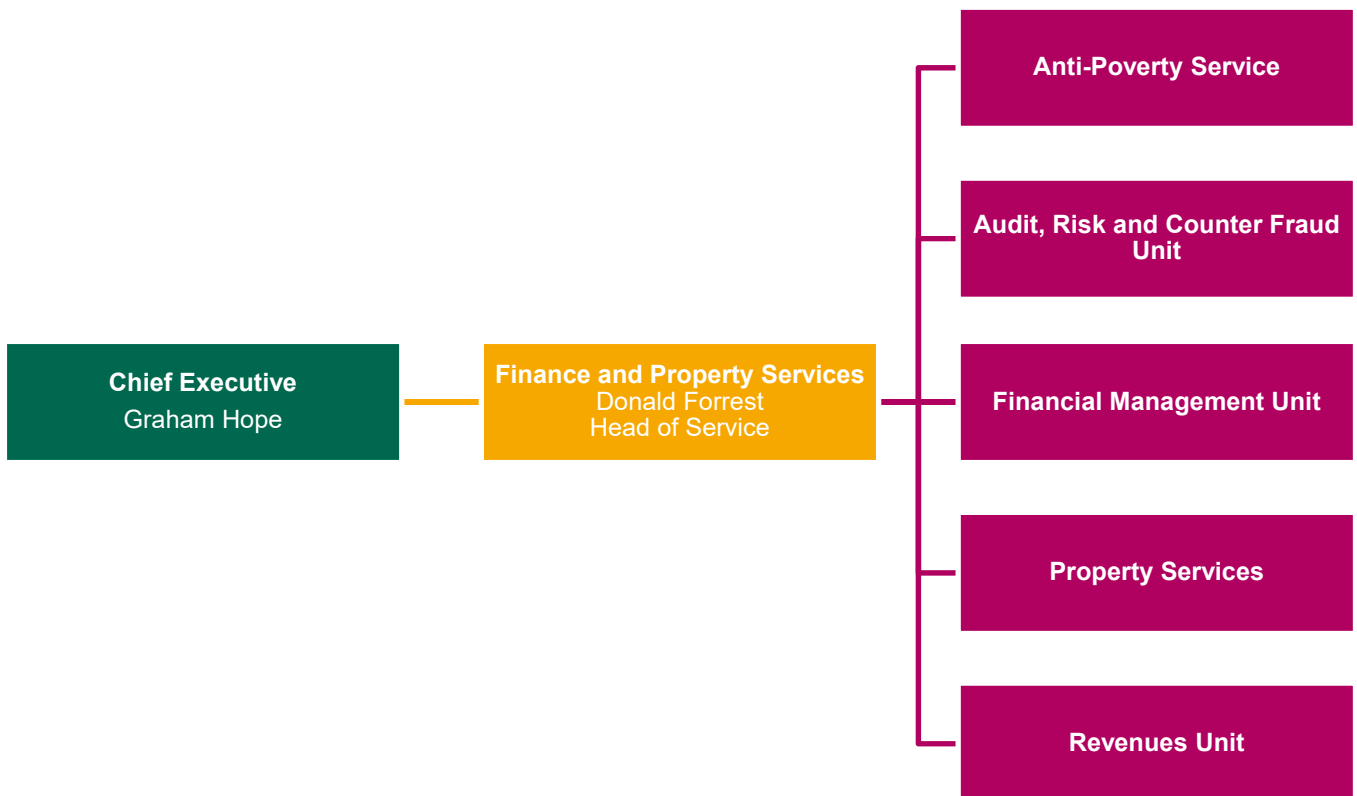 Chief Executive
Graham Hope
Finance and Property Services
Donald Forrest
Head of Service
Anti-Poverty Service
Audit, Risk and Counter Fraud
Unit
Financial Management Unit
Property Services
Revenues Unit